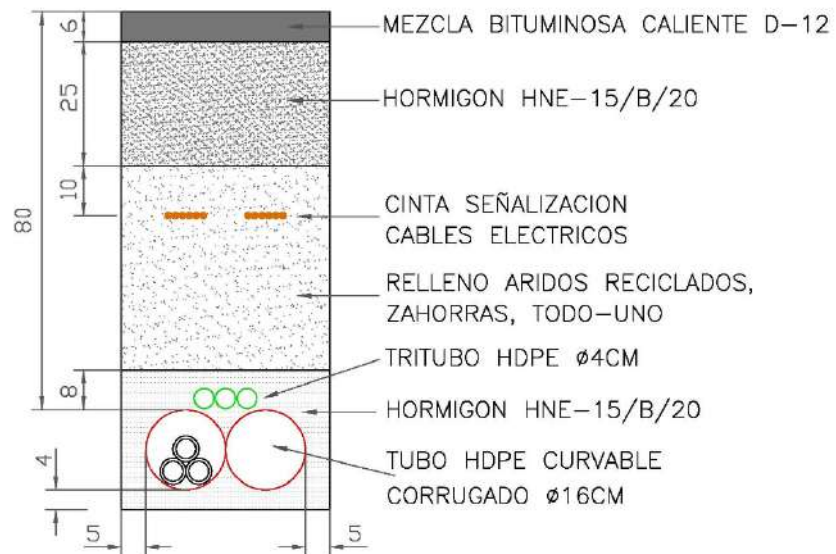 6
MEZCLA BITUMINOSA CALIENTE D-12
25
HORMIGON HNE-15/B/20
10
80
CINTA SEÑALIZACION
CABLES ELECTRICOS
RELLENO ARIDOS RECICLADOS,
ZAHORRAS, TODO-UNO
TRITUBO HDPE ø4CM
8
HORMIGON HNE-15/B/20
4
TUBO HDPE CURVABLE
CORRUGADO ø16CM
5
5